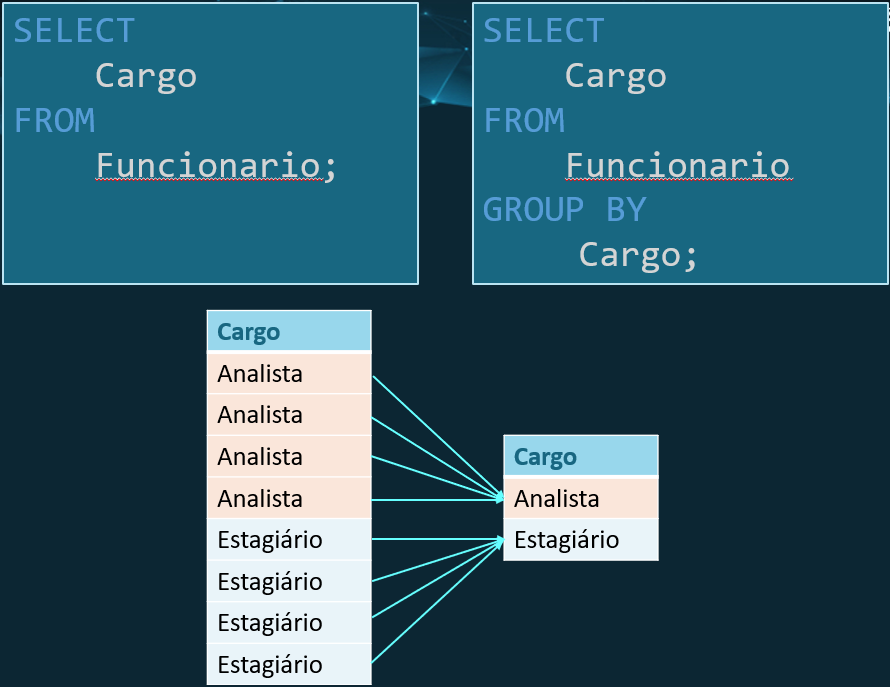 SELECT
Cargo
FROM
Funcionario;
SELECT
Cargo
FROM
Funcionario
GROUP BY
Cargo;
Cargo
Analista
Analista
Analista
Analista
Estagiário
Estagiário
Estagiário
Estagiário
Cargo
Analista
Estagiário